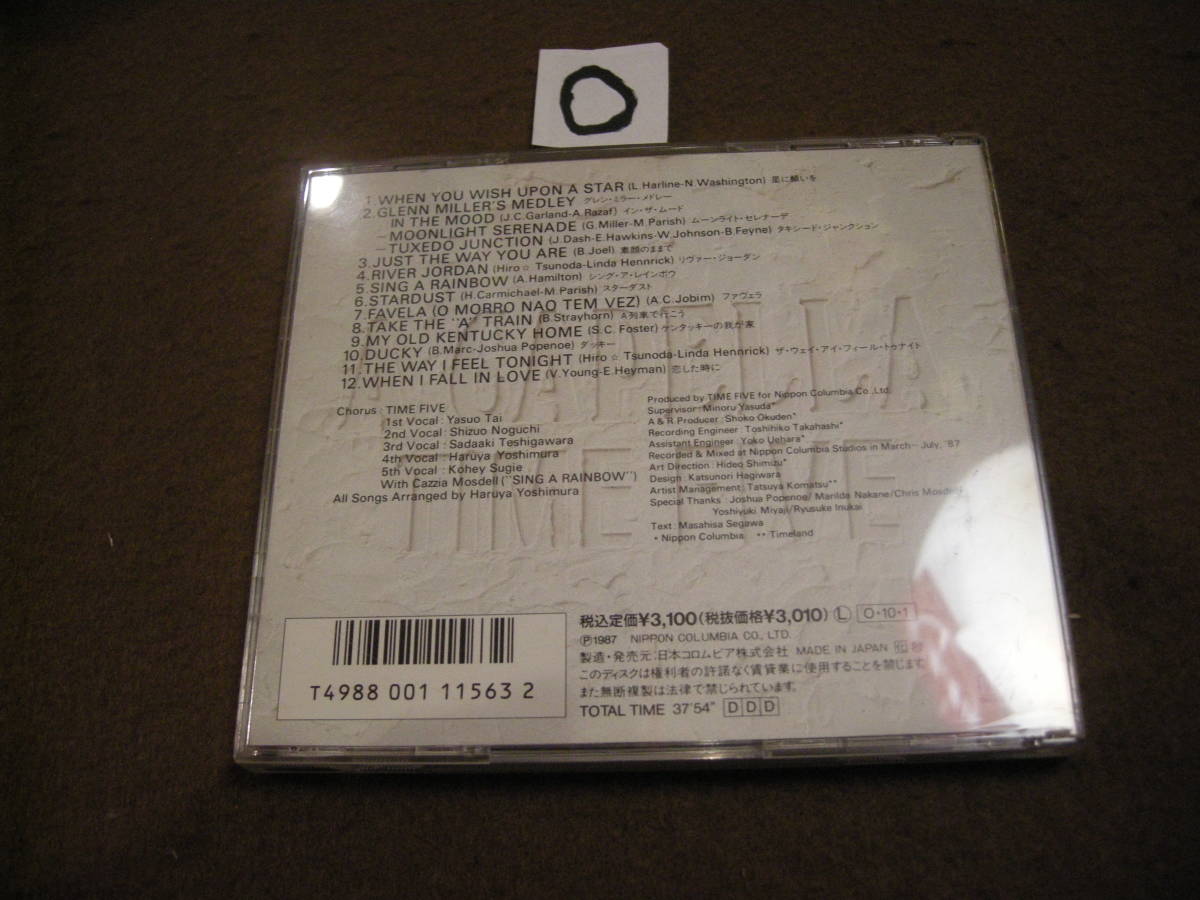 1. WHEN YOU WISH UPON A STAR (L.Harline-N.Washington) 星に願いを
2. GLENN MILLER'S MEDLEY グレン・ミラー・メドレー
IN THE MOOD (J.C.Garland-A.Razaf) イン・ザ・ムード
–MOONLIGHT SERENADE (G.Miller-M.Parish) ムーンライト・セレナーデ
–TUXEDO JUNCTION (J.Dash-E.Hawkins-W.Johnson-B.Feyne) タキシード・ジャンクション
3. JUST THE WAY YOU ARE (B.Joel) 素顔のままで
4. RIVER JORDAN (Hiro☆Tsunoda-Linda Hennrick) リヴァー・ジョーダン
5. SING A RAINBOW (A.Hamilton) シング・ア・レインボウ
6. STARDUST (H.Carmichael-M.Parish) スターダスト
7. FAVELA (O MORRO NAO TEM VEZ) (A.C.Jobim) ファヴェラ
8. TAKE THE "A" TRAIN (B.Strayhorn) A列車で行こう
9. MY OLD KENTUCKY HOME (S.C.Foster) ケンタッキーの我が家
10. DUCKY (B.Marc-Joshua Popenoe) ダッキー
11. THE WAY I FEEL TONIGHT (Hiro☆Tsunoda-Linda Hennrick) ザ・ウェイ・アイ・フィール・トゥナイト
12. WHEN I FALL IN LOVE (V.Young-E.Heyman) 恋した時に
A CAPELLA
TIME FIVE
Chorus : TIME FIVE
1st Vocal : Yasuo Tai
2nd Vocal : Shizuo Noguchi
3rd Vocal : Sadaaki Teshigawara
4th Vocal : Haruya Yoshimura
5th Vocal : Kohey Sugie
With Cazzia Mosdell ("SING A RAINBOW")
All Songs Arranged by Haruya Yoshimura
Produced by TIME FIVE for Nippon Columbia Co., Ltd.
Supervisor : Minoru Yasuda*
A & R Producer : Shoko Okuden*
Recording Engineer : Toshihiko Takahashi*
Assistant Engineer : Yoko Uehara*
Recorded & Mixed at Nippon Columbia Studios in March–July, '87
Art Direction : Hideo Shimizu*
Design : Katsunori Hagiwara
Artist Management : Tatsuya Komatsu**
Special Thanks : Joshua Popenoe/Marilda Nakane/Chris Mosdell
Yoshiyuki Miyaji/Ryusuke Inukai
Text : Masahisa Segawa
* Nippon Columbia ** Timeland
T4988 001 11563 2
税込定価¥3,100(税抜価格¥3,010) Ⓛ O・10・1
Ⓟ1987 NIPPON COLUMBIA CO., LTD.
製造・発売元:日本コロムビア株式会社 MADE IN JAPAN
このディスクは権利者の許諾なく賃貸業に使用することを禁じます
また無断複製は法律で禁じられています。
TOTAL TIME 37'54" D D D